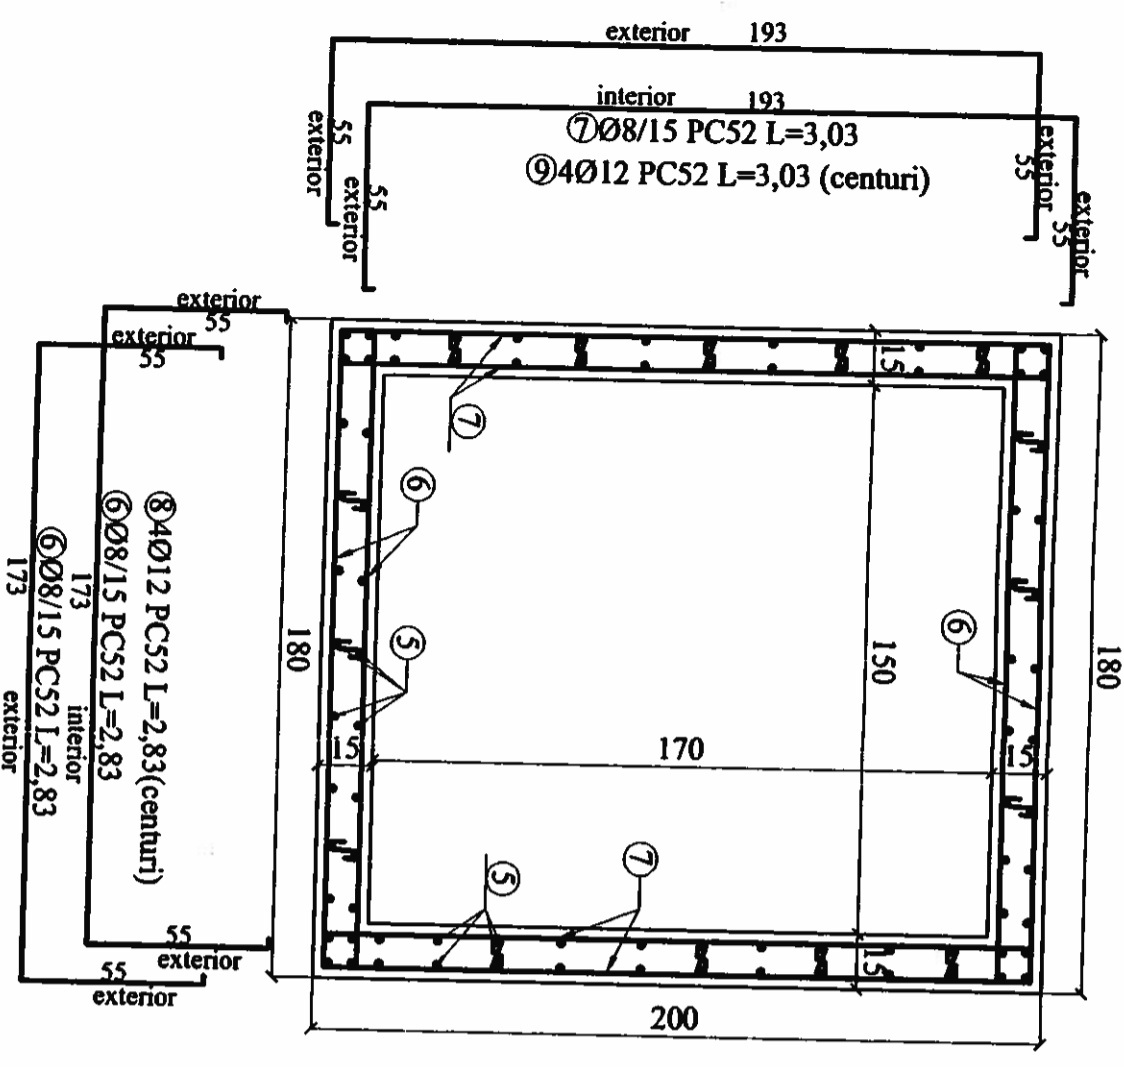 exterior 193
interior 193
⑦Ø8/15 PC52 L=3,03
⑨4Ø12 PC52 L=3,03 (centuri)
55
exterior
55
exterior
exterior
55
exterior
55
exterior
55
exterior
55
⑧4Ø12 PC52 L=2,83(centuri)
⑥Ø8/15 PC52 L=2,83
173 interior
⑥Ø8/15 PC52 L=2,83
173 exterior
55
exterior
55
exterior
15
⑦
⑥
⑤
⑥
180
150
180
15
170
15
⑤
⑦
15
200